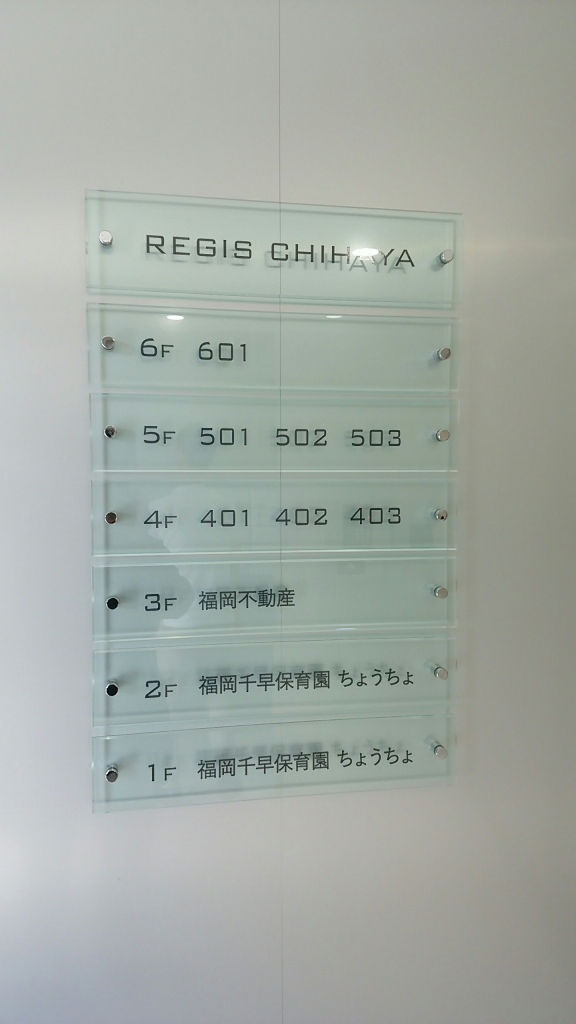 REGIS CHIHAYA
6F 601
5F 501 502 503
4F 401 402 403
3F 福岡不動産
2F 福岡千早保育園 ちょうちょ
1F 福岡千早保育園 ちょうちょ